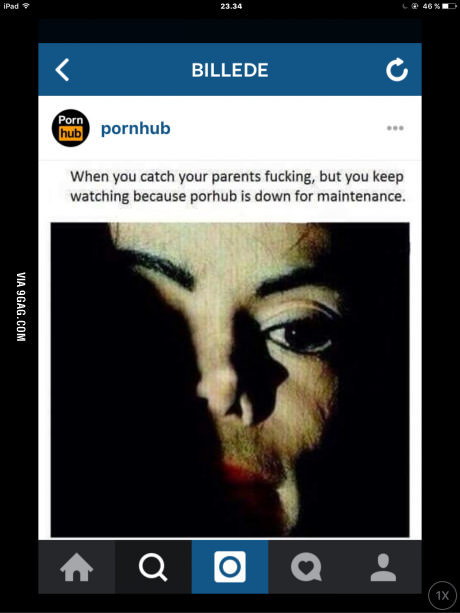 iPad 23.34 46 %
BILLEDE
Porn
hub
pornhub
When you catch your parents fucking, but you keep
watching because porhub is down for maintenance.
VIA 9GAG.COM
1X